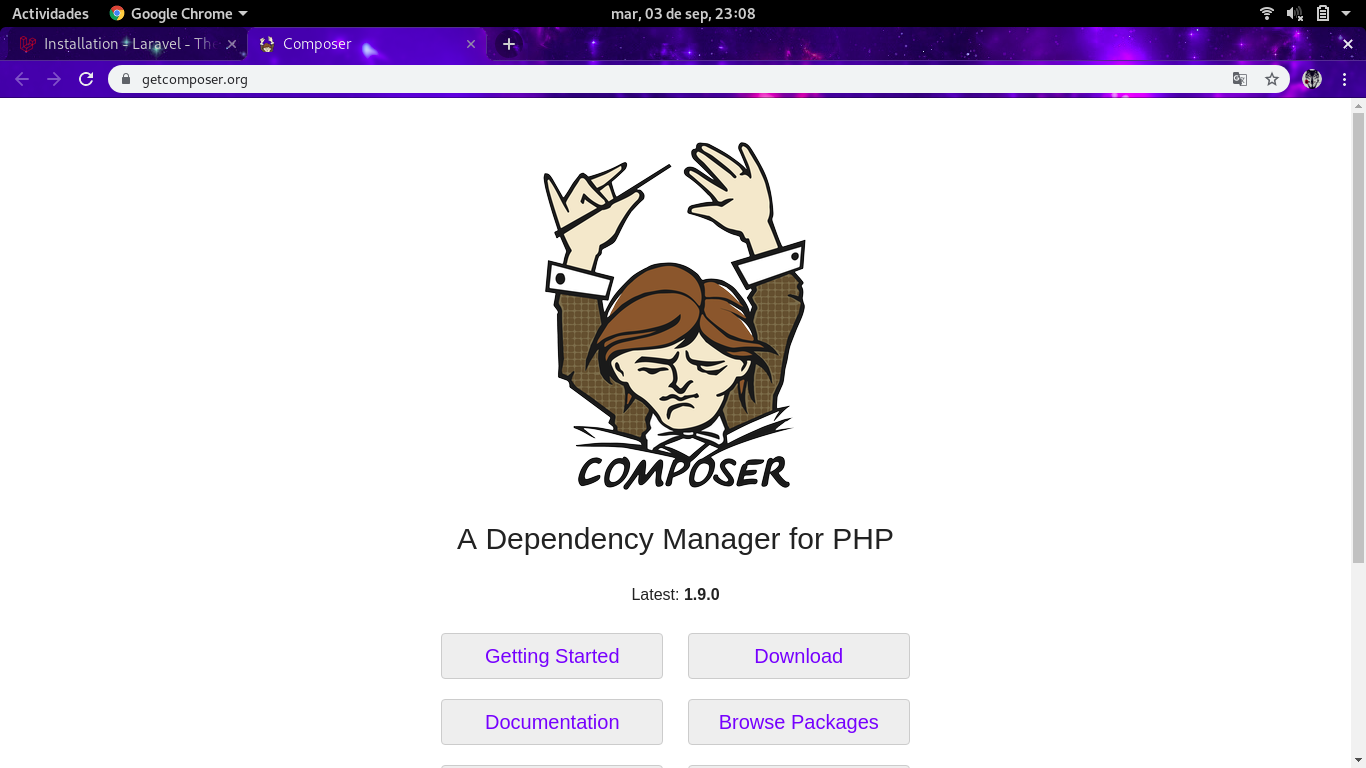 Actividades Google Chrome mar, 03 de sep, 23:08
Installation - Laravel - The
Composer
getcomposer.org
COMPOSER
A Dependency Manager for PHP
Latest: 1.9.0
Getting Started Download
Documentation Browse Packages